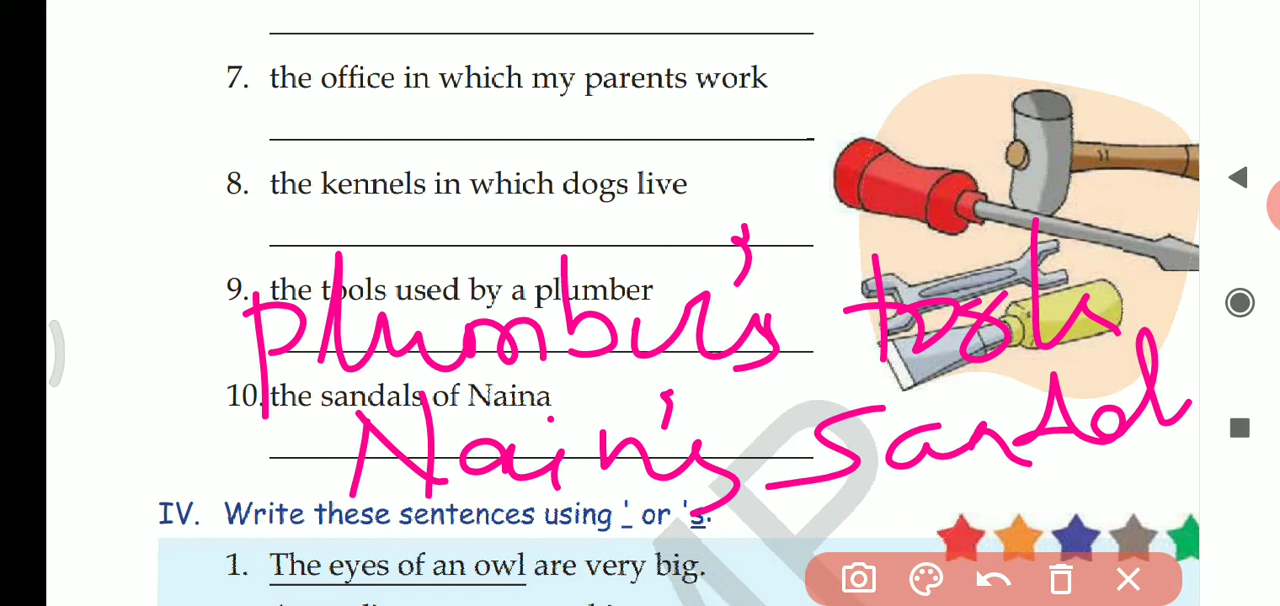 7. the office in which my parents work
8. the kennels in which dogs live
9. the tools used by a plumber
plumber's tools
10. the sandals of Naina
Nain's Sandal
IV. Write these sentences using ' or 's.
1. The eyes of an owl are very big.